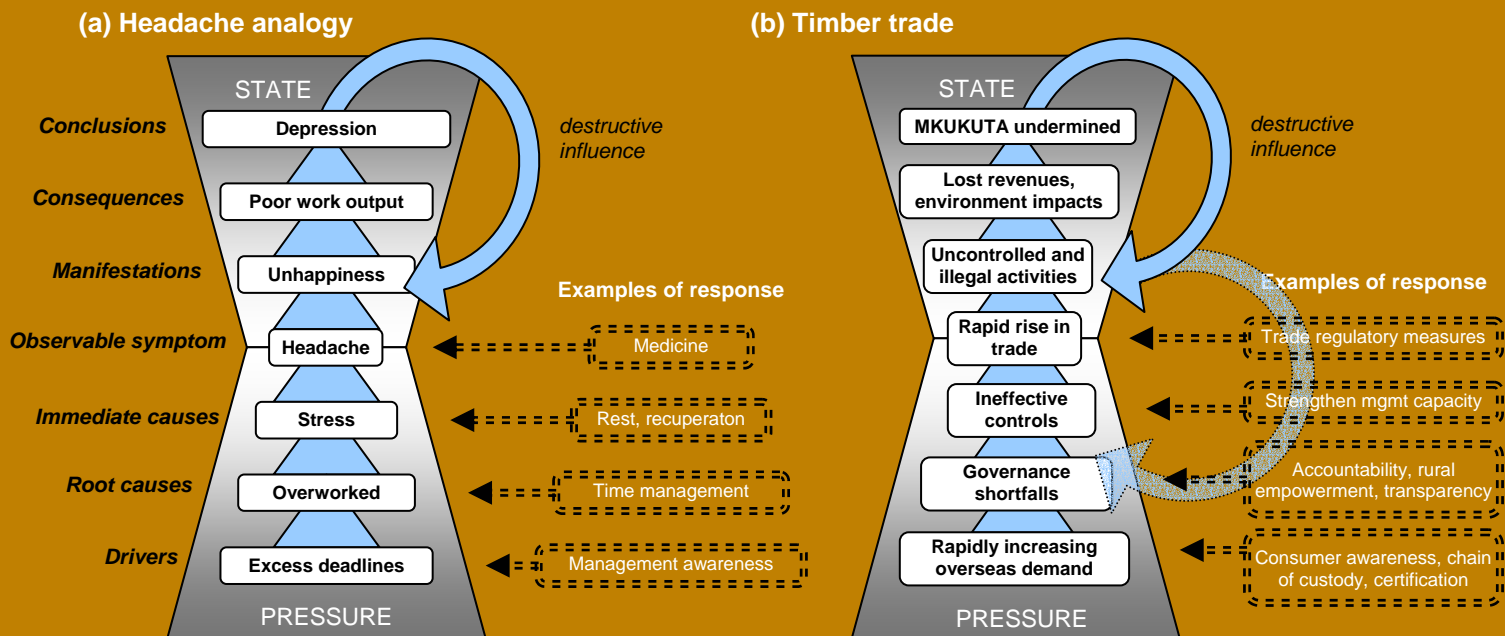 (a) Headache analogy
STATE
Conclusions
Depression
destructive
influence
Consequences
Poor work output
Manifestations
Unhappiness
Examples of response
Observable symptom
Headache
Medicine
Immediate causes
Stress
Rest, recuperaton
Root causes
Overworked
Time management
Drivers
Excess deadlines
Management awareness
PRESSURE
(b) Timber trade
STATE
MKUKUTA undermined
destructive
influence
Lost revenues,
environment impacts
Uncontrolled and
illegal activities
Examples of response
Rapid rise in
trade
Trade regulatory measures
Ineffective
controls
Strengthen mgmt capacity
Governance
shortfalls
Accountability, rural
empowerment, transparency
Rapidly increasing
overseas demand
Consumer awareness, chain
of custody, certification
PRESSURE